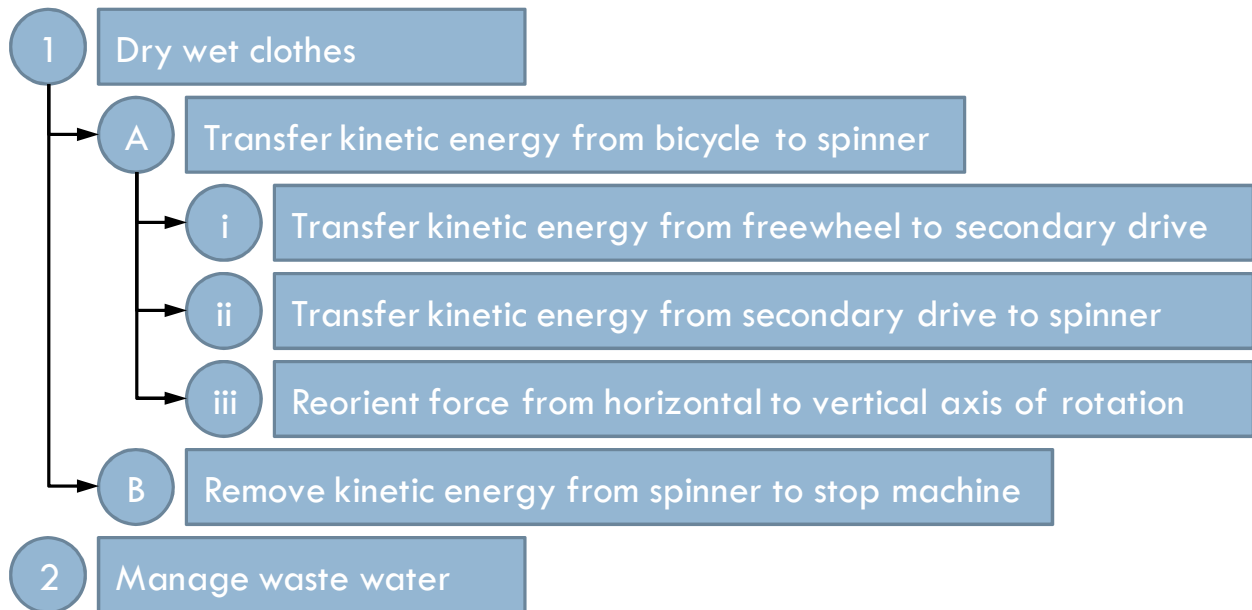 1 Dry wet clothes
A Transfer kinetic energy from bicycle to spinner
i Transfer kinetic energy from freewheel to secondary drive
ii Transfer kinetic energy from secondary drive to spinner
iii Reorient force from horizontal to vertical axis of rotation
B Remove kinetic energy from spinner to stop machine
2 Manage waste water